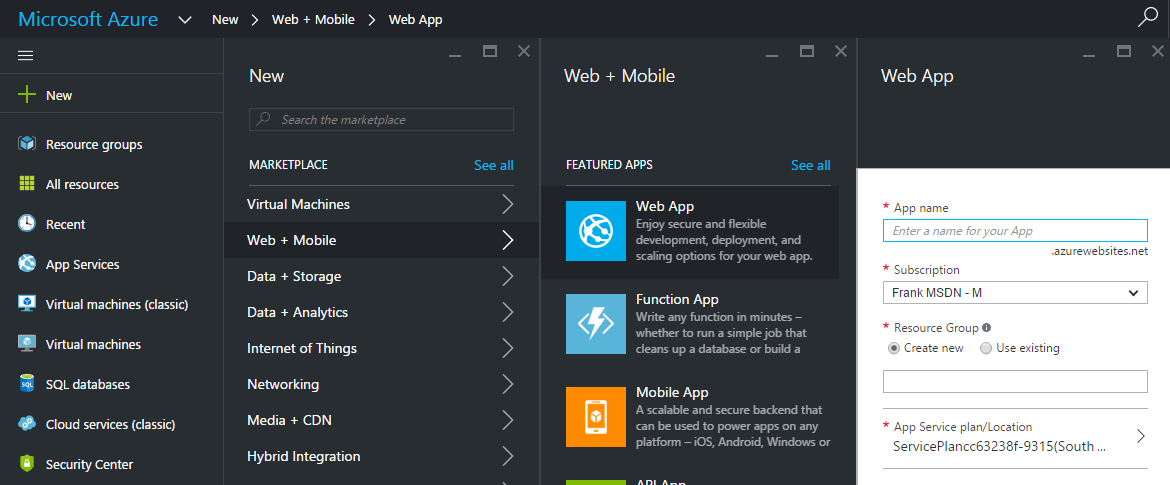 Microsoft Azure New > Web + Mobile > Web App
New
Resource groups
All resources
Recent
App Services
Virtual machines (classic)
Virtual machines
SQL databases
Cloud services (classic)
Security Center
New
Search the marketplace
MARKETPLACE See all
Virtual Machines
Web + Mobile
Data + Storage
Data + Analytics
Internet of Things
Networking
Media + CDN
Hybrid Integration
Web + Mobile
FEATURED APPS See all
Web App
Enjoy secure and flexible
development, deployment, and
scaling options for your web app.
Function App
Write any function in minutes –
whether to run a simple job that
cleans up a database or build a
Mobile App
A scalable and secure backend that
can be used to power apps on any
platform – iOS, Android, Windows or
API App
Web App
* App name
Enter a name for your App
.azurewebsites.net
* Subscription
Frank MSDN - M
* Resource Group
Create new Use existing
* App Service plan/Location
ServicePlancc63238f-9315(South ...